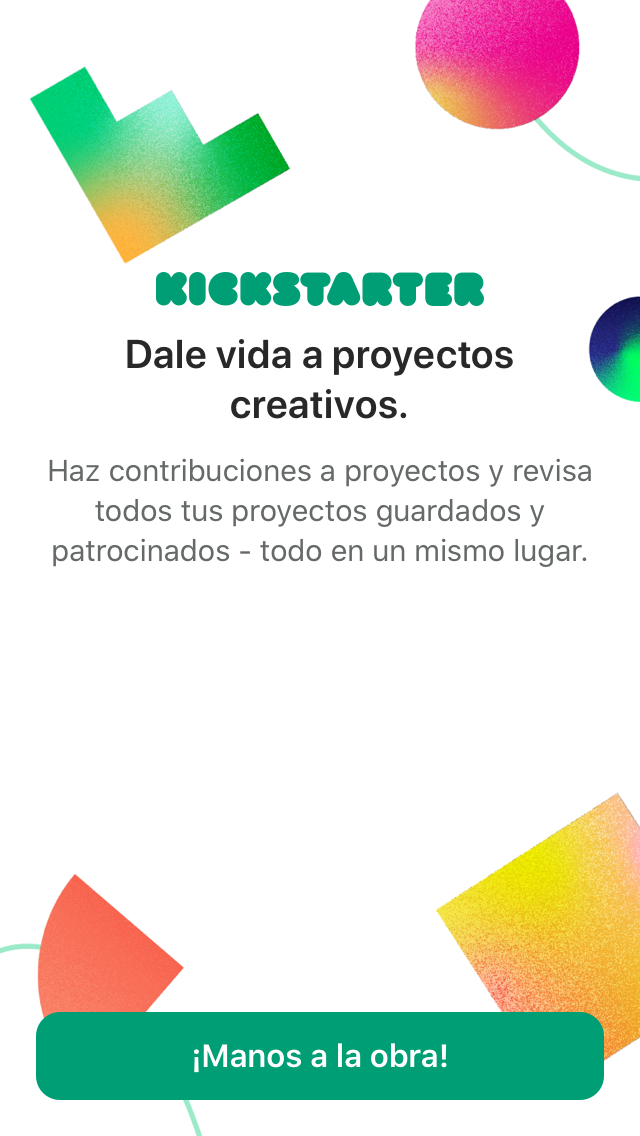 KICKSTARTER
Dale vida a proyectos
creativos.
Haz contribuciones a proyectos y revisa
todos tus proyectos guardados y
patrocinados - todo en un mismo lugar.
¡Manos a la obra!